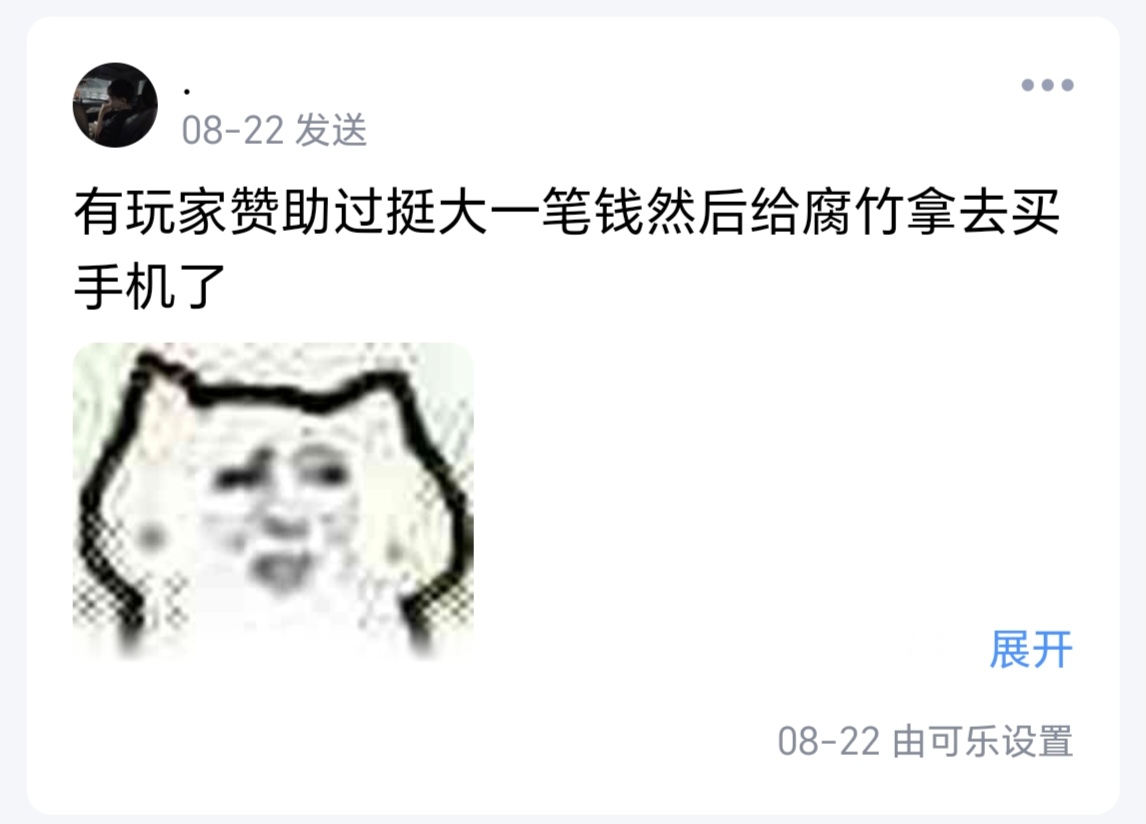 .
08-22 发送
有玩家赞助过挺大一笔钱然后给腐竹拿去买
手机了
展开
08-22 由可乐设置